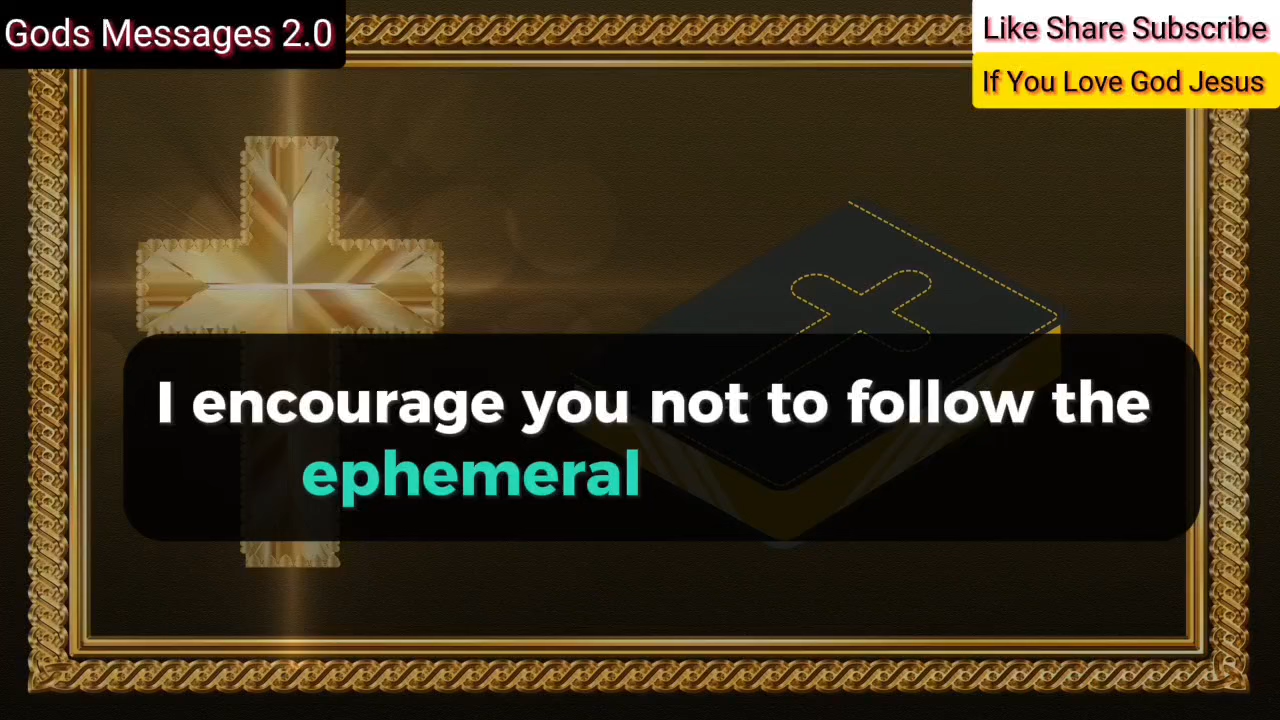 Gods Messages 2.0
Like Share Subscribe
If You Love God Jesus
I encourage you not to follow the
ephemeral